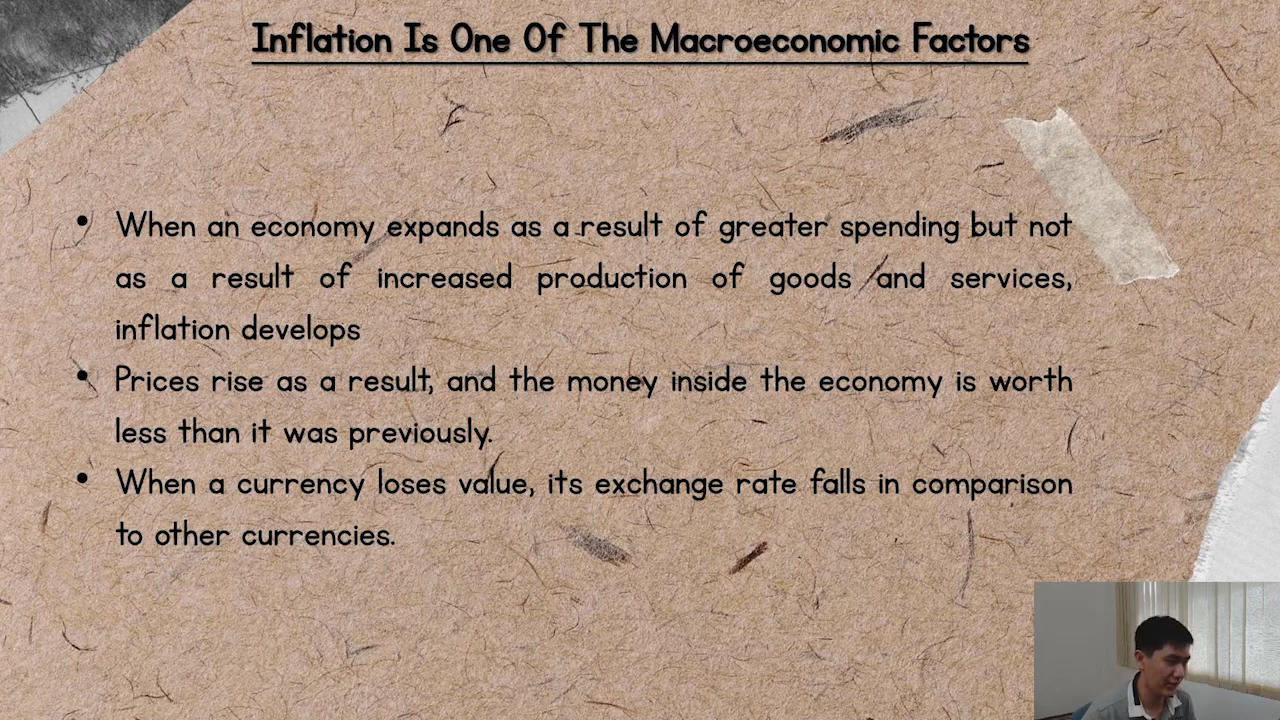 Inflation Is One Of The Macroeconomic Factors
• When an economy expands as a result of greater spending but not
as a result of increased production of goods and services,
inflation develops
• Prices rise as a result, and the money inside the economy is worth
less than it was previously.
• When a currency loses value, its exchange rate falls in comparison
to other currencies.